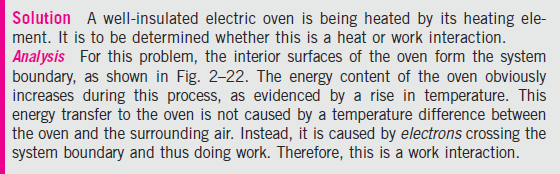 Solution A well-insulated electric oven is being heated by its heating ele-
ment. It is to be determined whether this is a heat or work interaction.
Analysis For this problem, the interior surfaces of the oven form the system
boundary, as shown in Fig. 2–22. The energy content of the oven obviously
increases during this process, as evidenced by a rise in temperature. This
energy transfer to the oven is not caused by a temperature difference between
the oven and the surrounding air. Instead, it is caused by electrons crossing the
system boundary and thus doing work. Therefore, this is a work interaction.